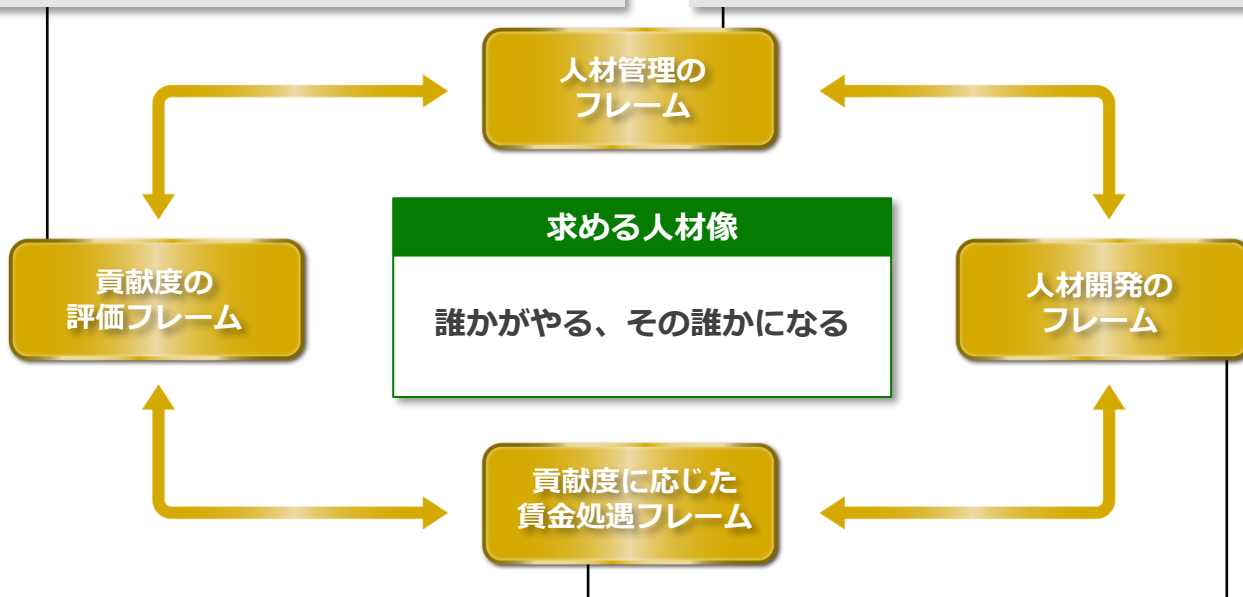 人材管理の
フレーム
求める人材像
誰かがやる、その誰かになる
貢献度の
評価フレーム
人材開発の
フレーム
貢献度に応じた
賃金処遇フレーム